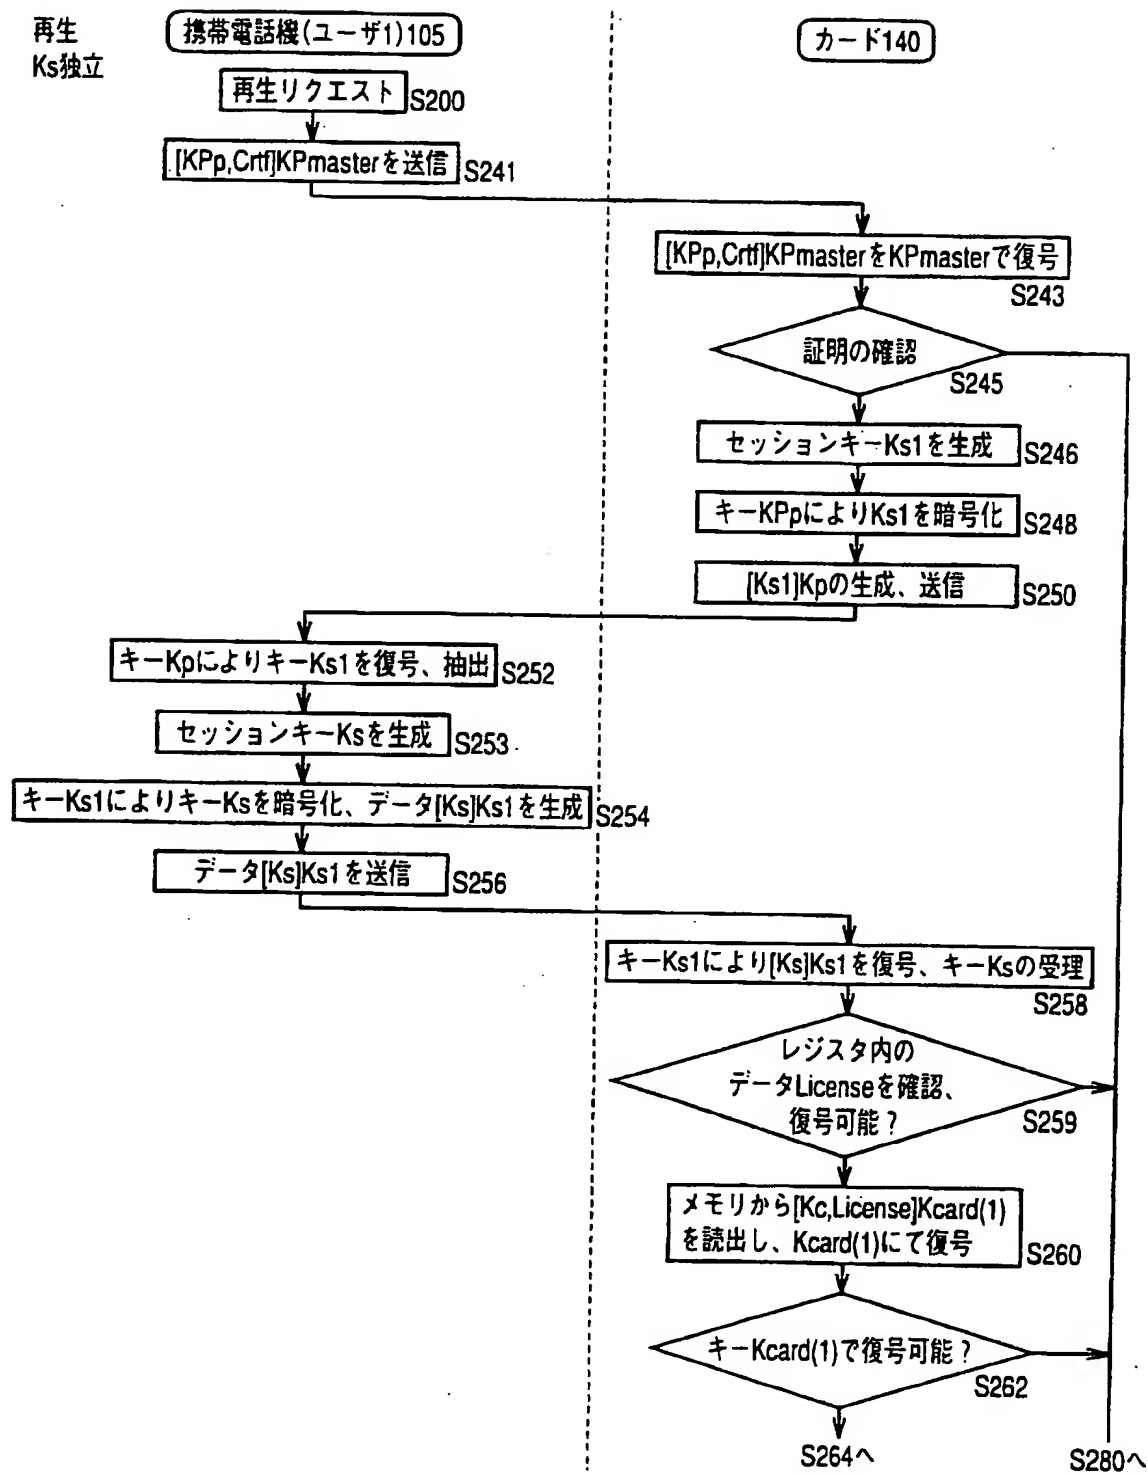 再生
Ks独立
携帯電話機(ユーザ1)105
カード140
再生リクエスト
S200
[KPp,Crtf]KPmasterを送信
S241
[KPp,Crtf]KPmasterをKPmasterで復号
S243
証明の確認
S245
セッションキーKs1を生成
S246
キーKPpによりKs1を暗号化
S248
[Ks1]Kpの生成、送信
S250
キーKpによりキーKs1を復号、抽出
S252
セッションキーKsを生成
S253
キーKs1によりキーKsを暗号化、データ[Ks]Ks1を生成
S254
データ[Ks]Ks1を送信
S256
キーKs1により[Ks]Ks1を復号、キーKsの受理
S258
レジスタ内の
データLicenseを確認、
復号可能？
S259
メモリから[Kc,License]Kcard(1)
を読出し、Kcard(1)にて復号
S260
キーKcard(1)で復号可能？
S262
S264へ
S280へ